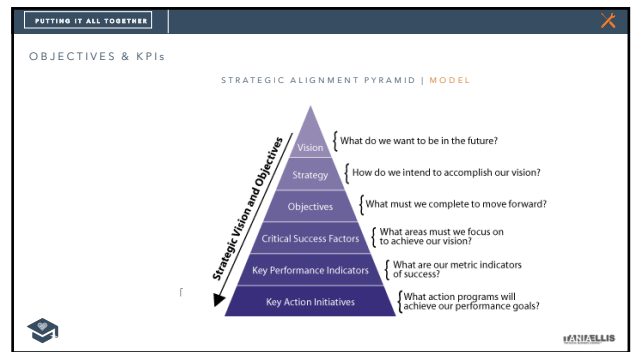 PUTTING IT ALL TOGETHER
OBJECTIVES & KPIs
STRATEGIC ALIGNMENT PYRAMID | MODEL
Strategic Vision and Objectives
Vision
What do we want to be in the future?
Strategy
How do we intend to accomplish our vision?
Objectives
What must we complete to move forward?
Critical Success Factors
What areas must we focus on
to achieve our vision?
Key Performance Indicators
What are our metric indicators
of success?
Key Action Initiatives
What action programs will
achieve our performance goals?
TANIAELLIS